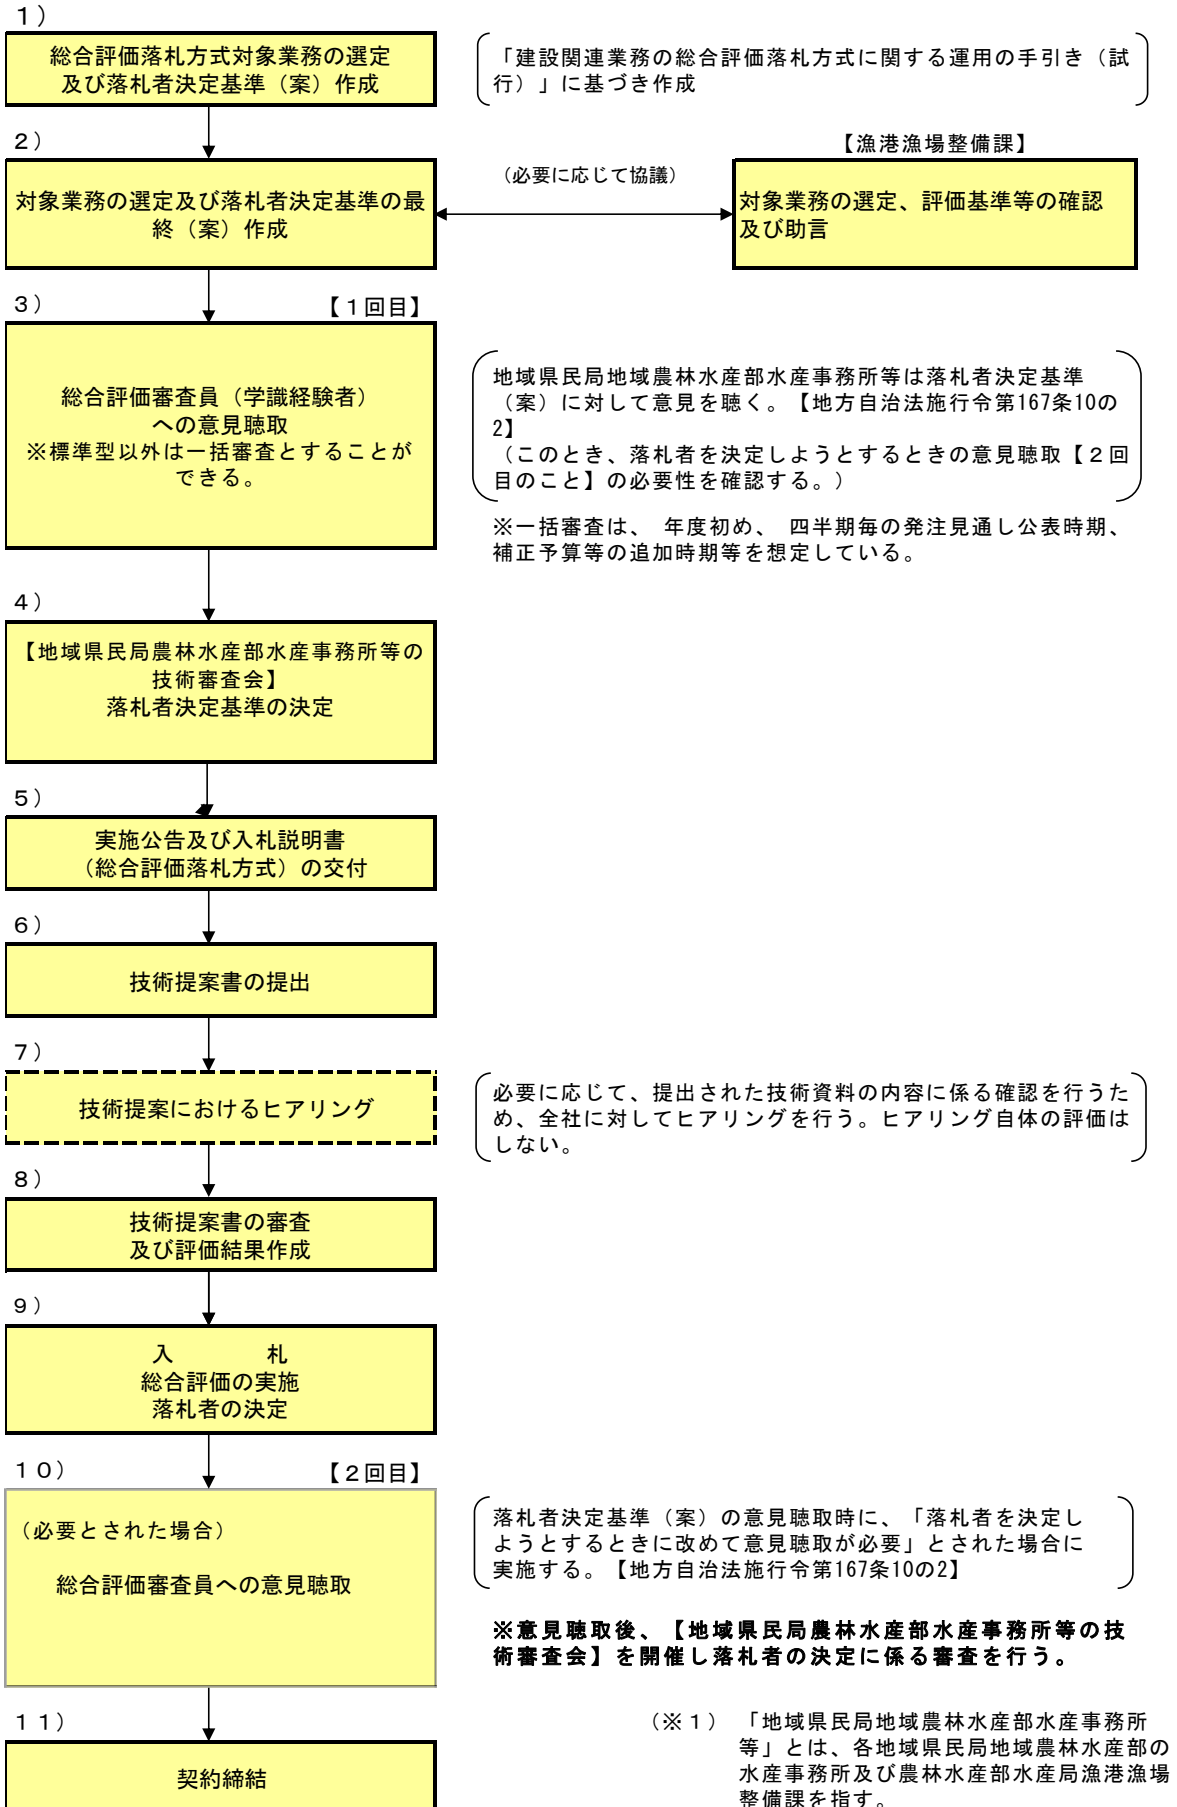 １）
総合評価落札方式対象業務の選定
及び落札者決定基準（案）作成
「建設関連業務の総合評価落札方式に関する運用の手引き（試
行）」に基づき作成
２）
【漁港漁場整備課】
対象業務の選定及び落札者決定基準の最
終（案）作成
（必要に応じて協議）
対象業務の選定、評価基準等の確認
及び助言
３）
【１回目】
総合評価審査員（学識経験者）
への意見聴取
※標準型以外は一括審査とすることが
できる。
地域県民局地域農林水産部水産事務所等は落札者決定基準
（案）に対して意見を聴く。【地方自治法施行令第167条10の
2】
（このとき、落札者を決定しようとするときの意見聴取【２回
目のこと】の必要性を確認する。）
※一括審査は、 年度初め、 四半期毎の発注見通し公表時期、
補正予算等の追加時期等を想定している。
４）
【地域県民局農林水産部水産事務所等の
技術審査会】
落札者決定基準の決定
５）
実施公告及び入札説明書
（総合評価落札方式）の交付
６）
技術提案書の提出
７）
技術提案におけるヒアリング
必要に応じて、提出された技術資料の内容に係る確認を行うた
め、全社に対してヒアリングを行う。ヒアリング自体の評価は
しない。
８）
技術提案書の審査
及び評価結果作成
９）
入　　　　札
総合評価の実施
落札者の決定
１０）
【２回目】
（必要とされた場合）
総合評価審査員への意見聴取
落札者決定基準（案）の意見聴取時に、「落札者を決定し
ようとするときに改めて意見聴取が必要」とされた場合に
実施する。【地方自治法施行令第167条10の2】
※意見聴取後、【地域県民局農林水産部水産事務所等の技
術審査会】を開催し落札者の決定に係る審査を行う。
１１）
契約締結
（※１） 「地域県民局地域農林水産部水産事務所
等」とは、各地域県民局地域農林水産部の
水産事務所及び農林水産部水産局漁港漁場
整備課を指す。